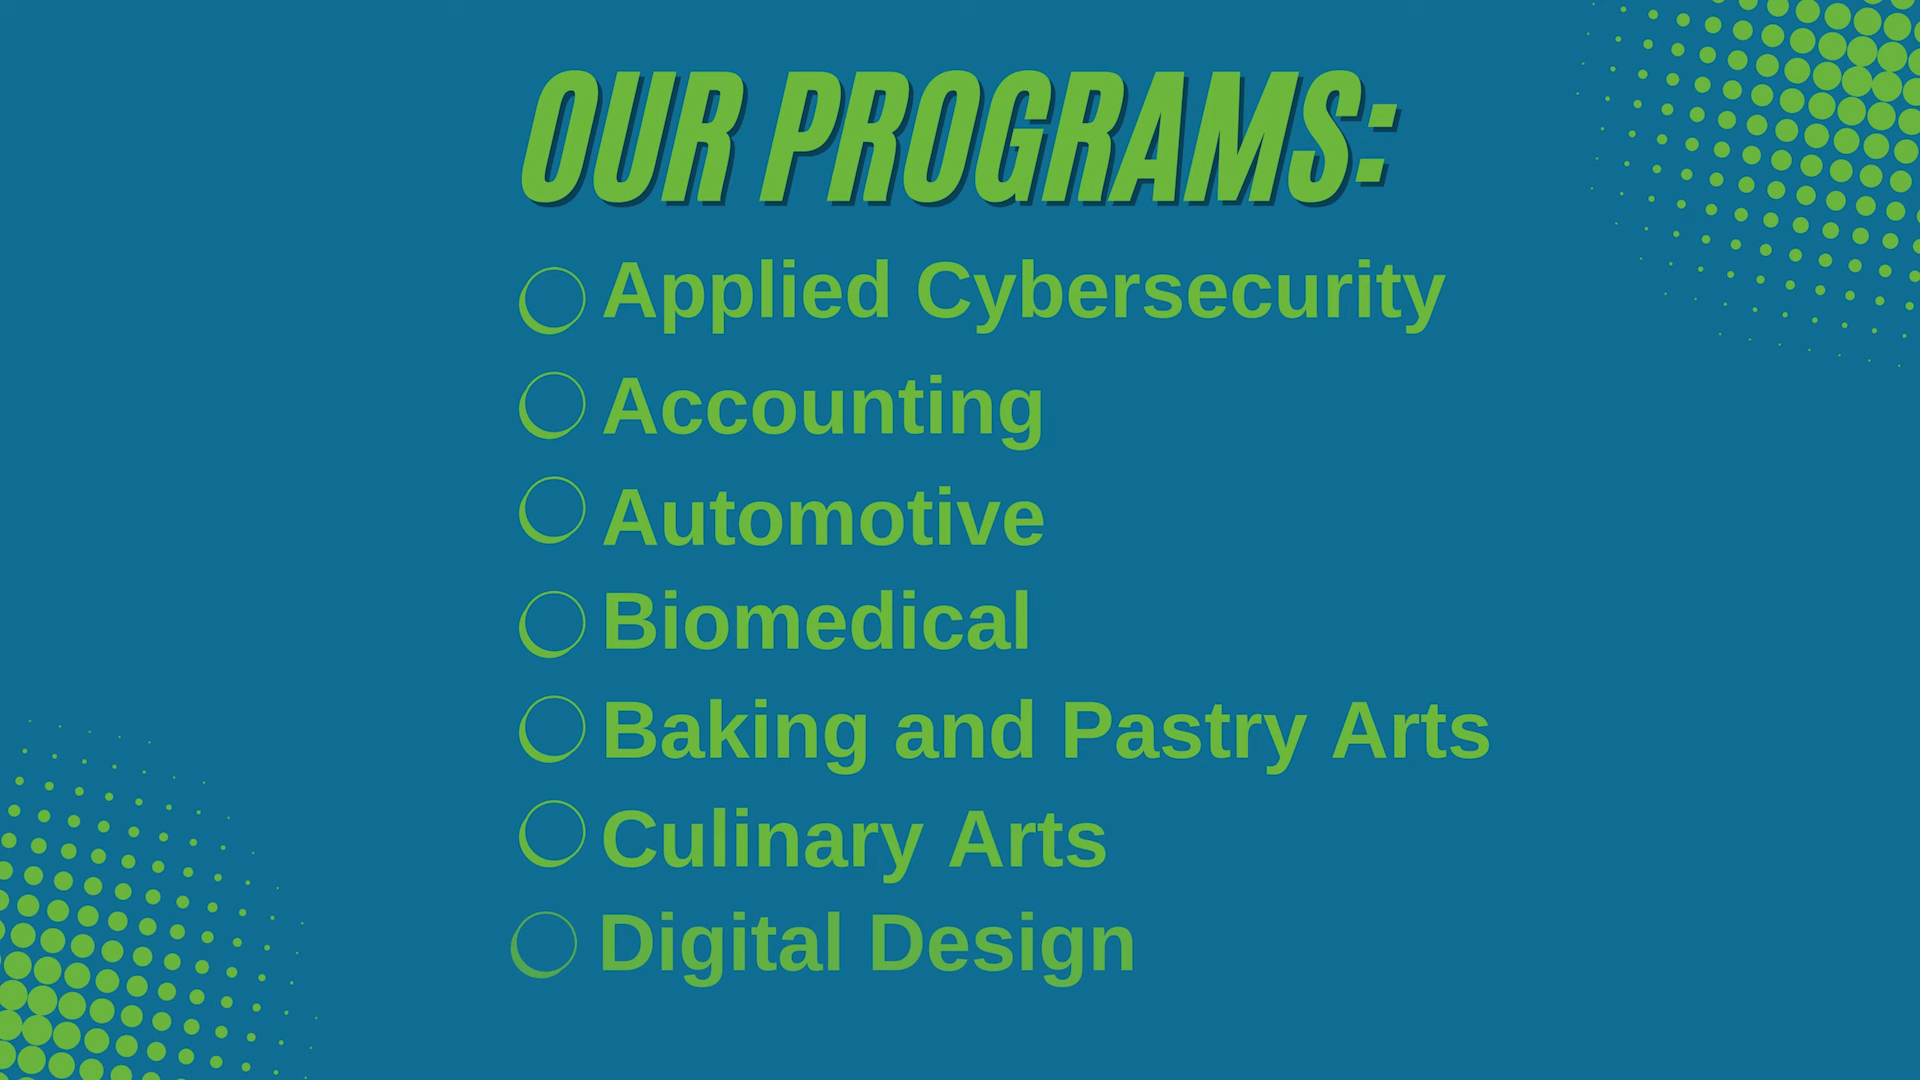 OUR PROGRAMS:
Applied Cybersecurity
Accounting
Automotive
Biomedical
Baking and Pastry Arts
Culinary Arts
Digital Design